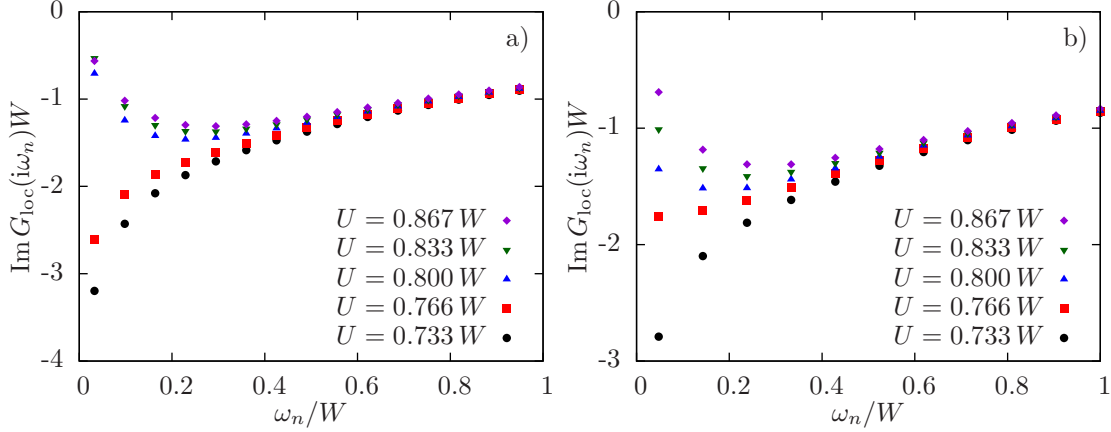 a)
0
-1
-2
-3
-4
Im G_loc(iω_n)W
U = 0.867 W
U = 0.833 W
U = 0.800 W
U = 0.766 W
U = 0.733 W
0 0.2 0.4 0.6 0.8 1
ω_n/W
b)
0
-1
-2
-3
Im G_loc(iω_n)W
U = 0.867 W
U = 0.833 W
U = 0.800 W
U = 0.766 W
U = 0.733 W
0 0.2 0.4 0.6 0.8 1
ω_n/W